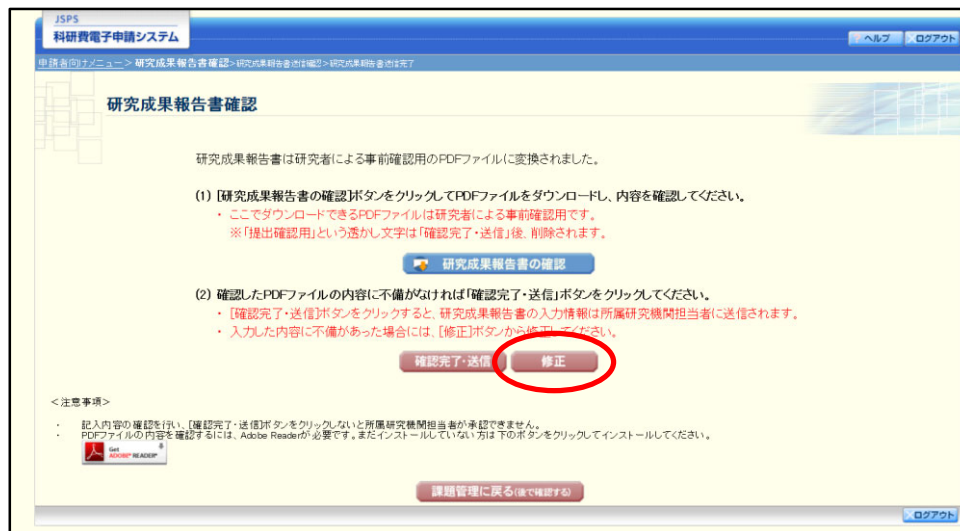 JSPS
科研費電子申請システム
ヘルプ
ログアウト
申請者向けメニュー>研究成果報告書確認>研究成果報告書送信確認>研究成果報告書送信完了
研究成果報告書確認
研究成果報告書は研究者による事前確認用のPDFファイルに変換されました。
(1) [研究成果報告書の確認]ボタンをクリックしてPDFファイルをダウンロードし、内容を確認してください。
・ ここでダウンロードできるPDFファイルは研究者による事前確認用です。
※「提出確認用」という透かし文字は「確認完了・送信」後、削除されます。
研究成果報告書の確認
(2) 確認したPDFファイルの内容に不備がなければ「確認完了・送信」ボタンをクリックしてください。
・ [確認完了・送信]ボタンをクリックすると、研究成果報告書の入力情報は所属研究機関担当者に送信されます。
・ 入力した内容に不備があった場合には、[修正]ボタンから修正してください。
確認完了・送信
修正
<注意事項>
・ 記入内容の確認を行い、[確認完了・送信]ボタンをクリックしないと所属研究機関担当者が承認できません。
・ PDFファイルの内容を確認するには、Adobe Readerが必要です。まだインストールしていない方は下のボタンをクリックしてインストールしてください。
Get
ADOBE® READER®
課題管理に戻る(後で確認する)
ログアウト